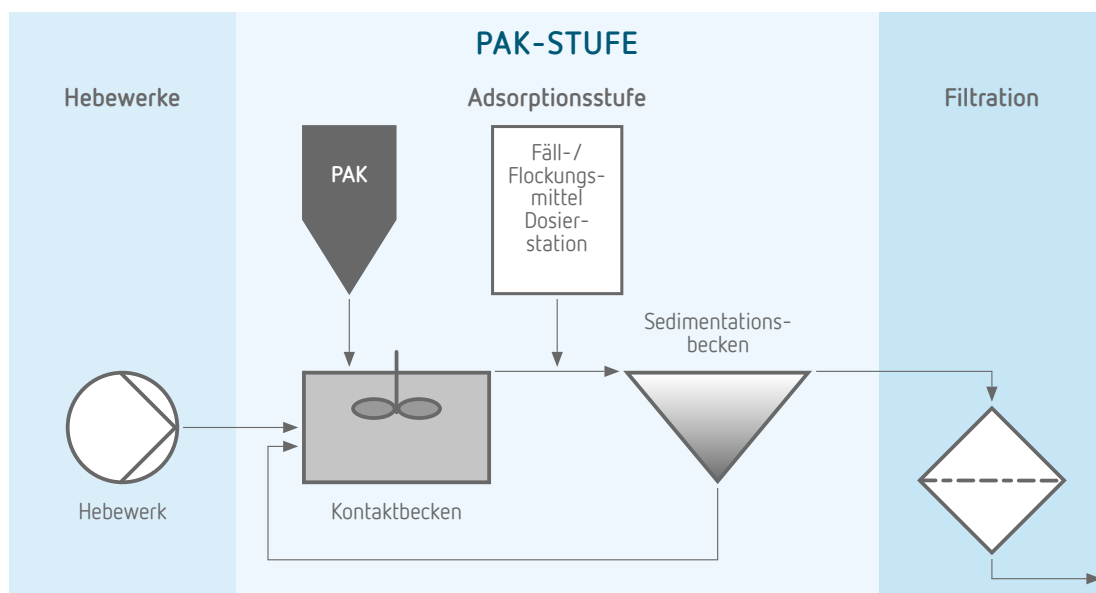 PAK-STUFE
Hebewerke
Adsorptionsstufe
Filtration
PAK
Fäll-/
Flockungs-
mittel
Dosier-
station
Sedimentations-
becken
Hebewerk
Kontaktbecken